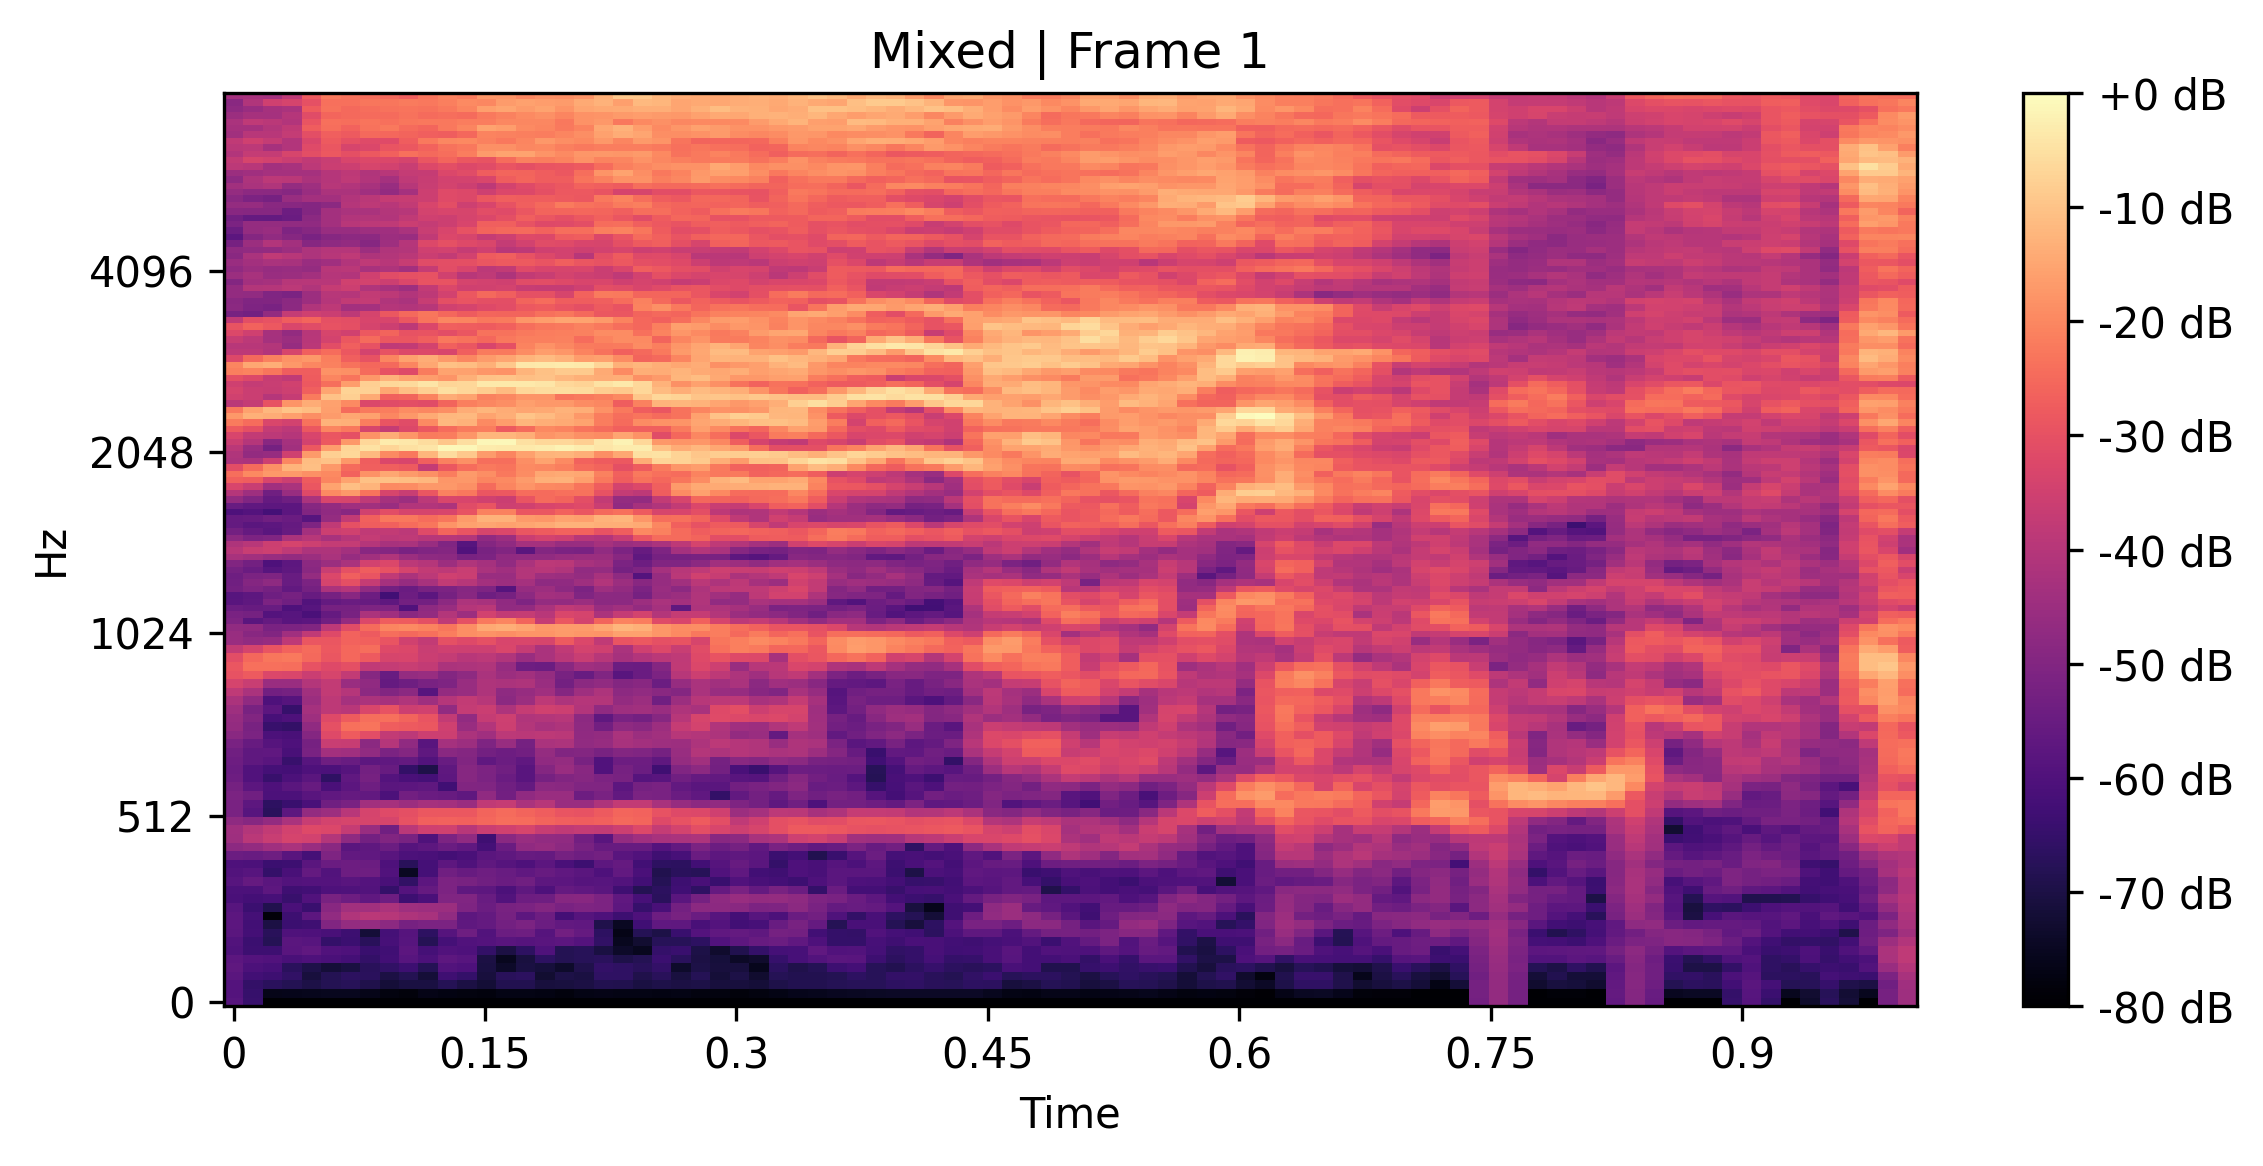 Mixed | Frame 1
+0 dB
-10 dB
-20 dB
-30 dB
-40 dB
-50 dB
-60 dB
-70 dB
-80 dB
Hz
4096
2048
1024
512
0
0 0.15 0.3 0.45 0.6 0.75 0.9
Time